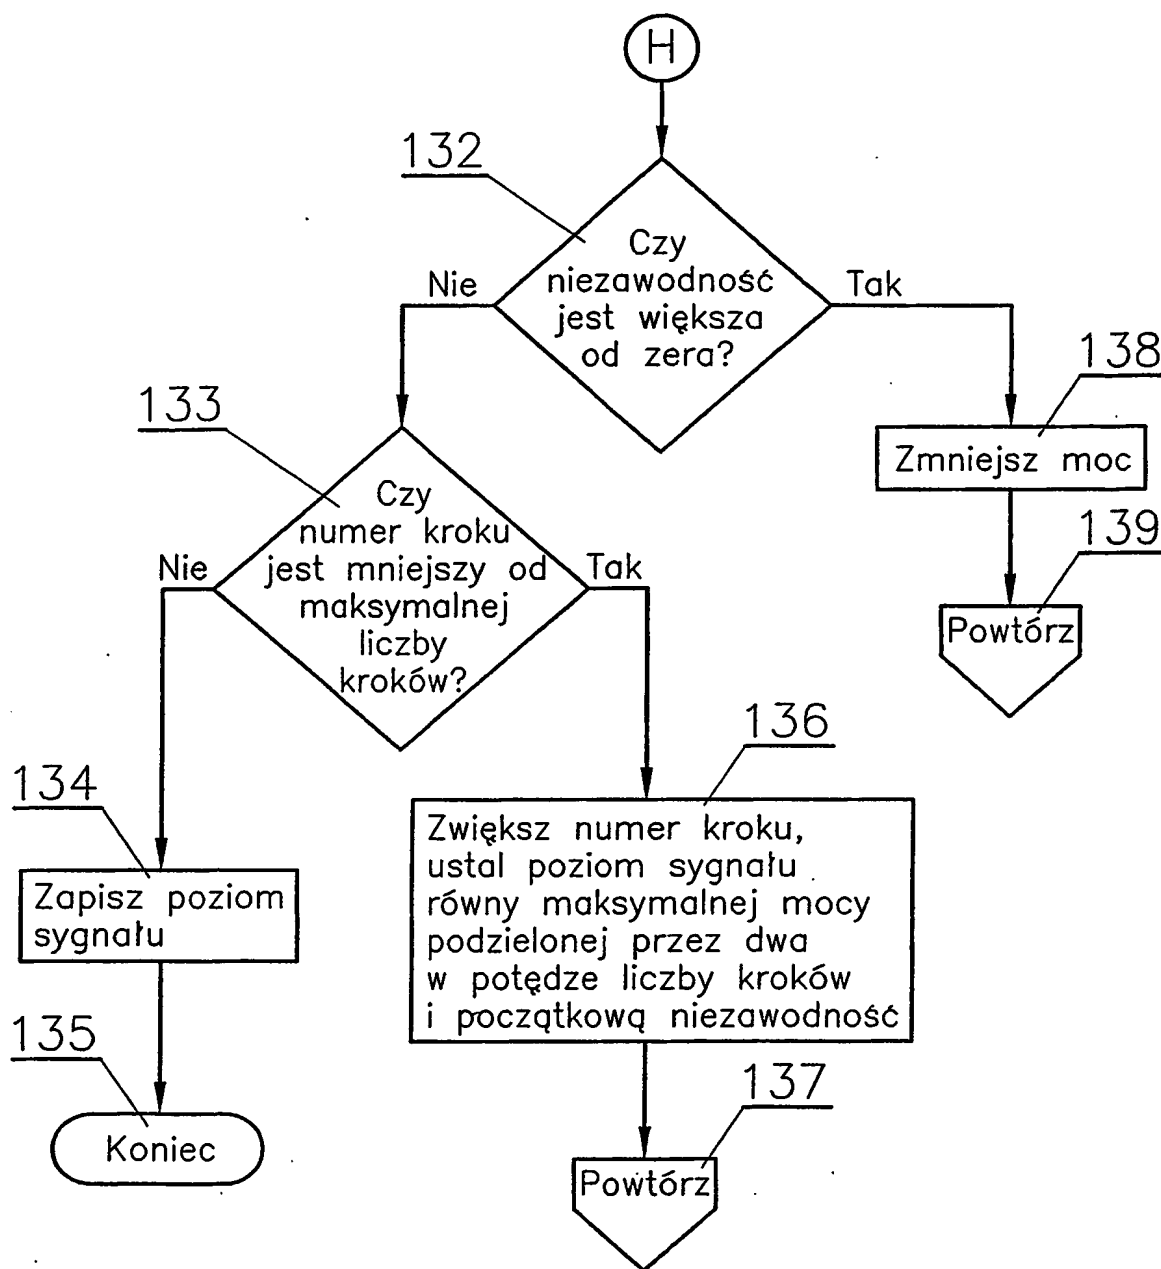 H
132
Czy
niezawodność
jest większa
od zera?
Nie
Tak
138
Zmniejsz moc
139
Powtórz
133
Czy
numer kroku
jest mniejszy od
maksymalnej
liczby
kroków?
Nie
Tak
134
Zapisz poziom
sygnału
135
Koniec
136
Zwiększ numer kroku,
ustal poziom sygnału
równy maksymalnej mocy
podzielonej przez dwa
w potędze liczby kroków
i początkową niezawodność
137
Powtórz